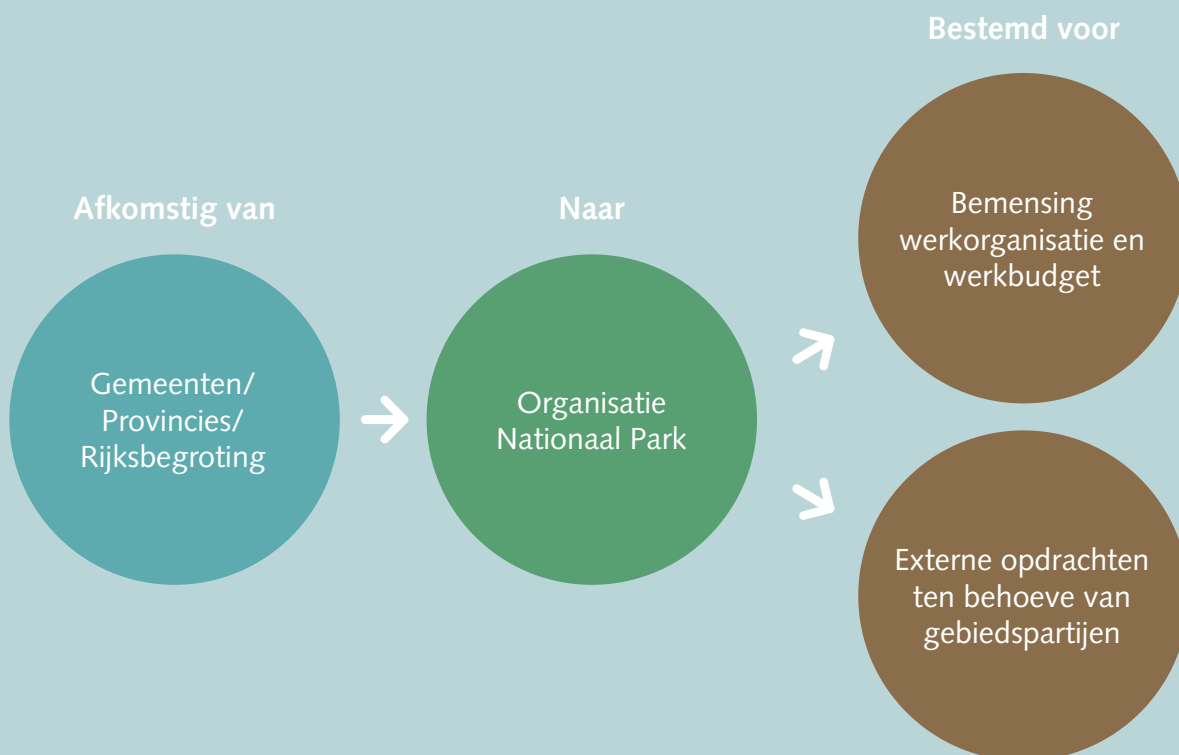 Afkomstig van
Gemeenten/
Provincies/
Rijksbegroting
Naar
Organisatie
Nationaal Park
Bestemd voor
Bemensing
werkorganisatie en
werkbudget
Externe opdrachten
ten behoeve van
gebiedspartijen